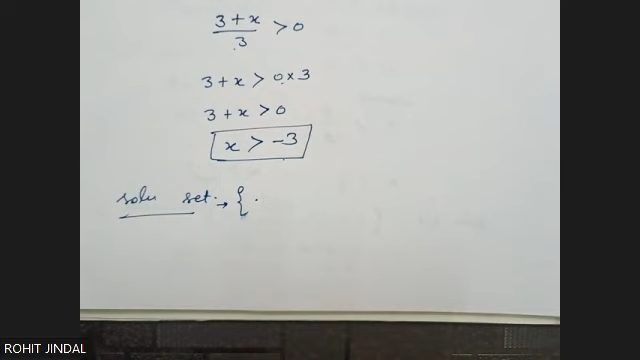 3+x/3 > 0
3+x > 0×3
3+x > 0
x > -3
soln set. → { .
ROHIT JINDAL